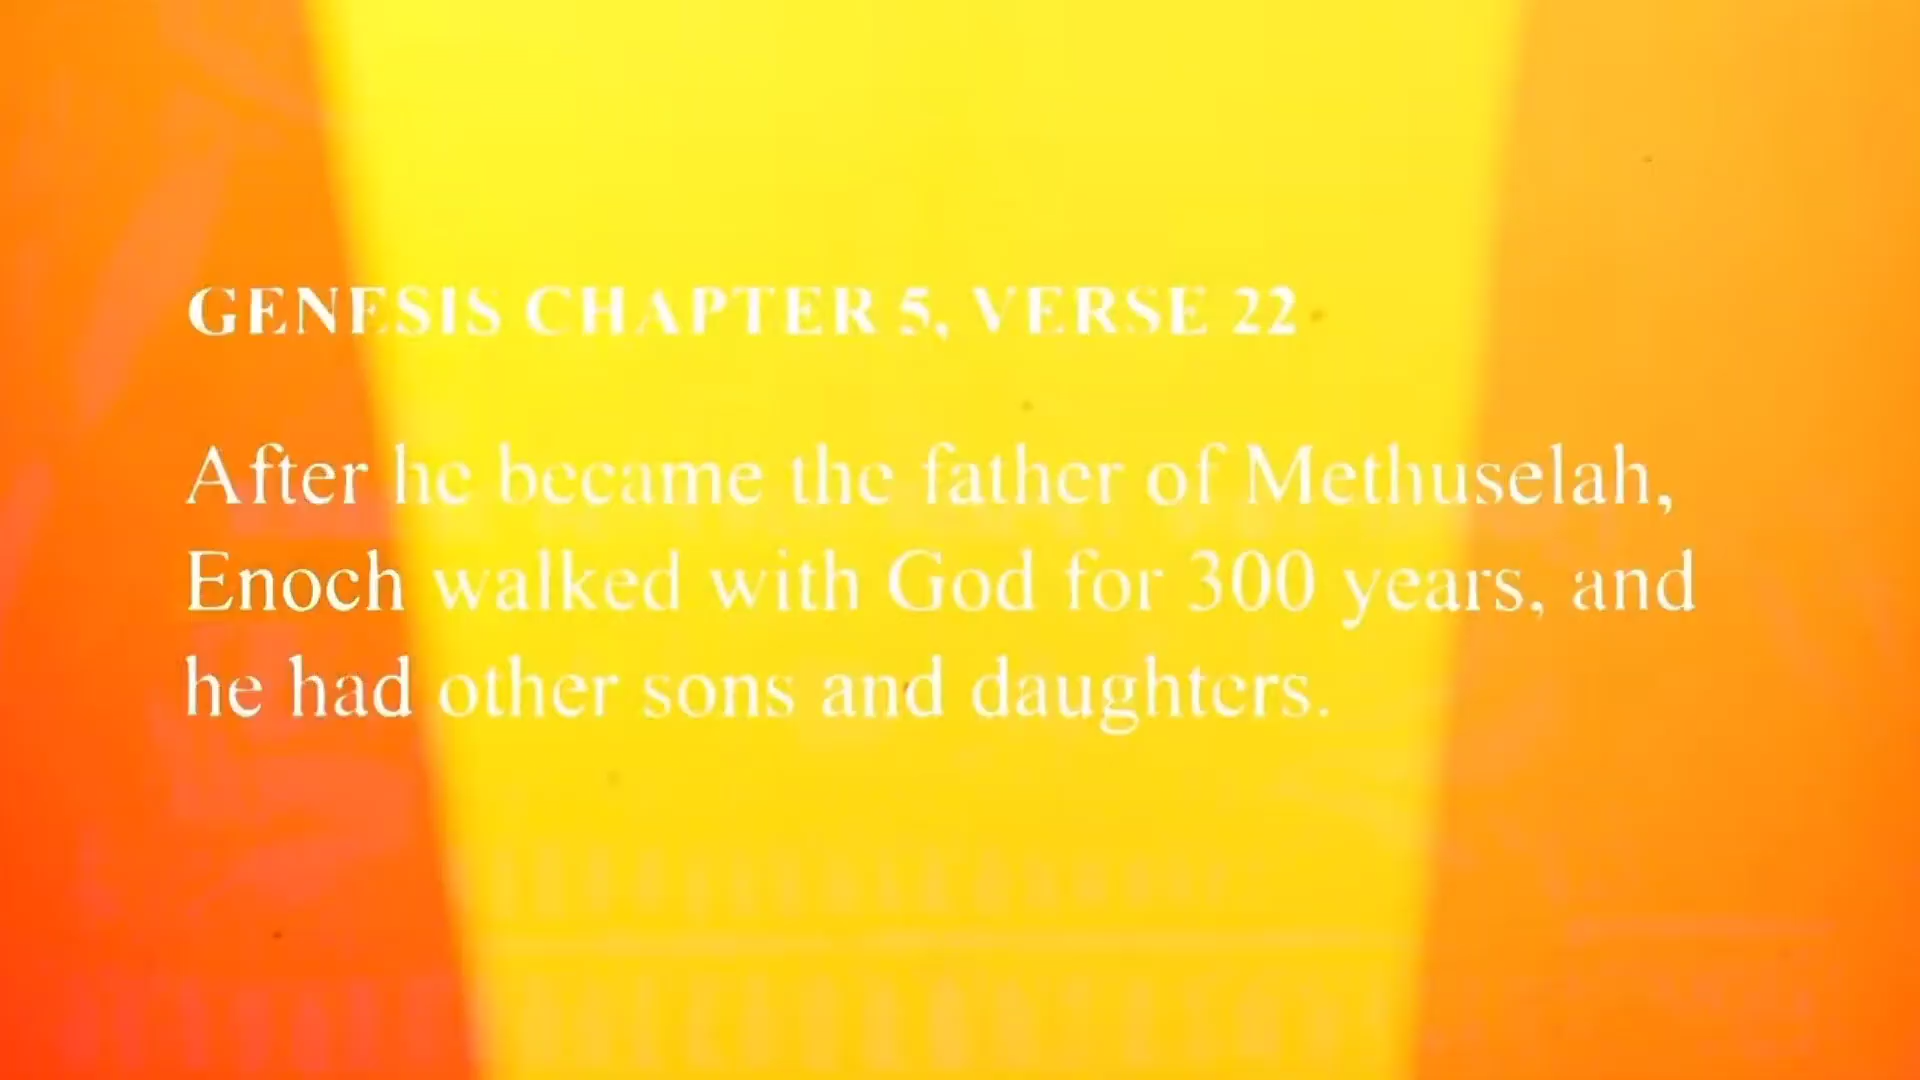 GENESIS CHAPTER 5, VERSE 22
After he became the father of Methuselah,
Enoch walked with God for 300 years, and
he had other sons and daughters.